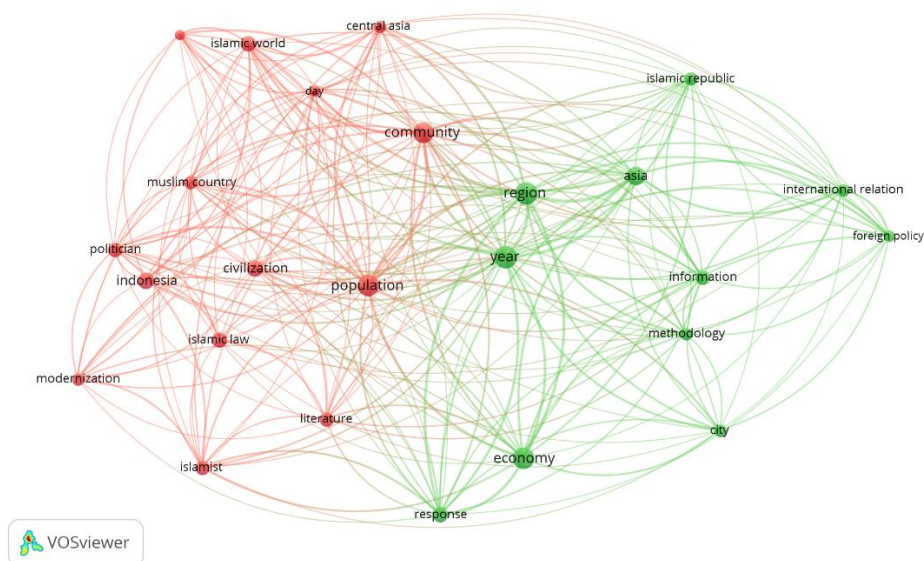 central asia
islamic world
islamic republic
day
community
asia
muslim country
region
international relation
foreign policy
politician
year
civilization
indonesia
information
population
methodology
islamic law
modernization
literature
city
economy
islamist
response
VOSviewer